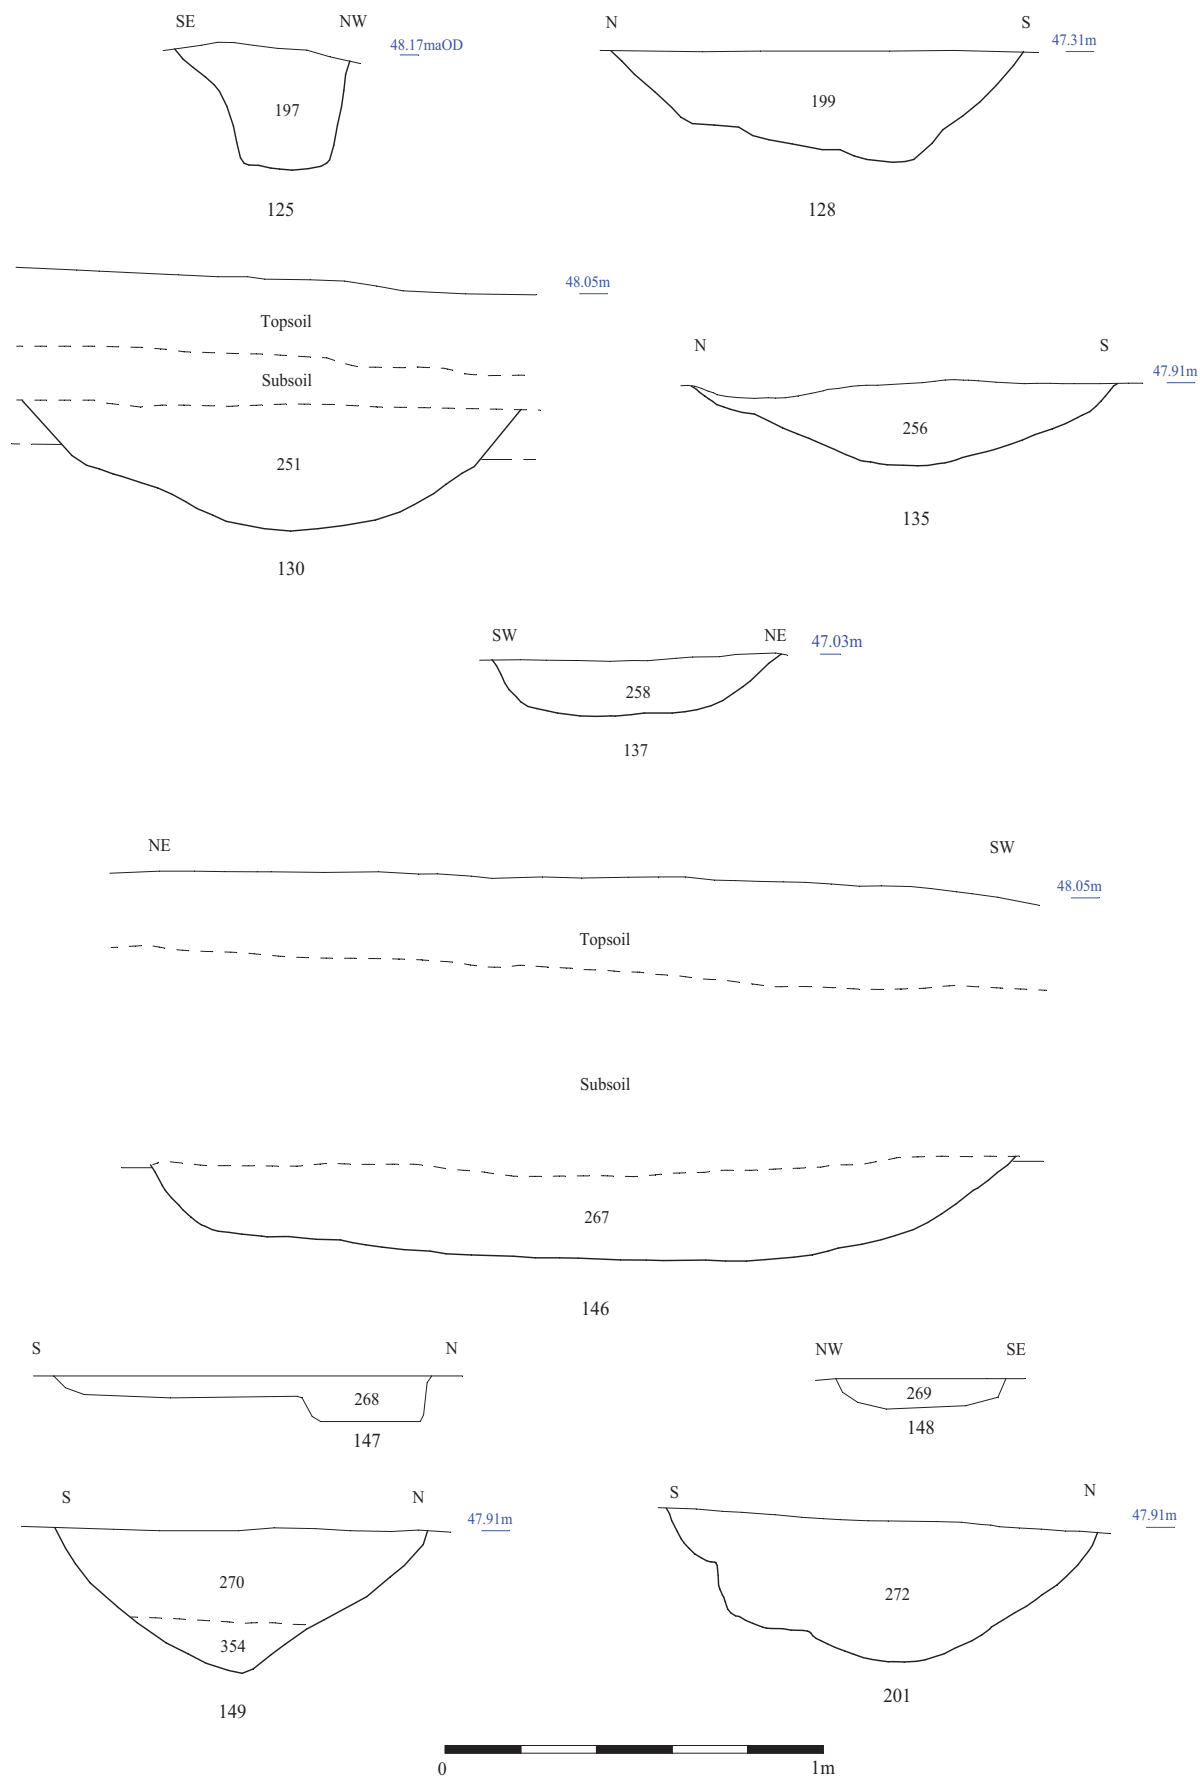 SE NW
48.17maOD
197
125
N S
47.31m
199
128
48.05m
Topsoil
Subsoil
251
130
N S
47.91m
256
135
SW NE
47.03m
258
137
NE SW
48.05m
Topsoil
Subsoil
267
146
S N
268
147
NW SE
269
148
S N
47.91m
270
354
149
S N
47.91m
272
201
0 1m